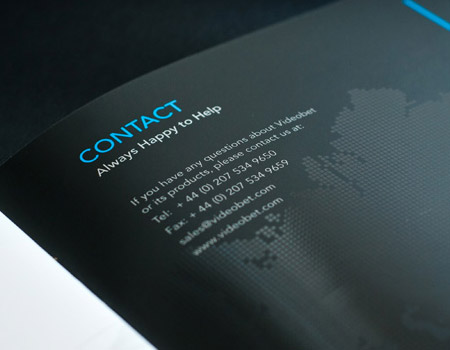 CONTACT
Always Happy to Help
If you have any questions about Videobet
or its products, please contact us at:
Tel: + 44 (0) 207 534 9650
Fax: + 44 (0) 207 534 9659
sales@videobet.com
www.videobet.com